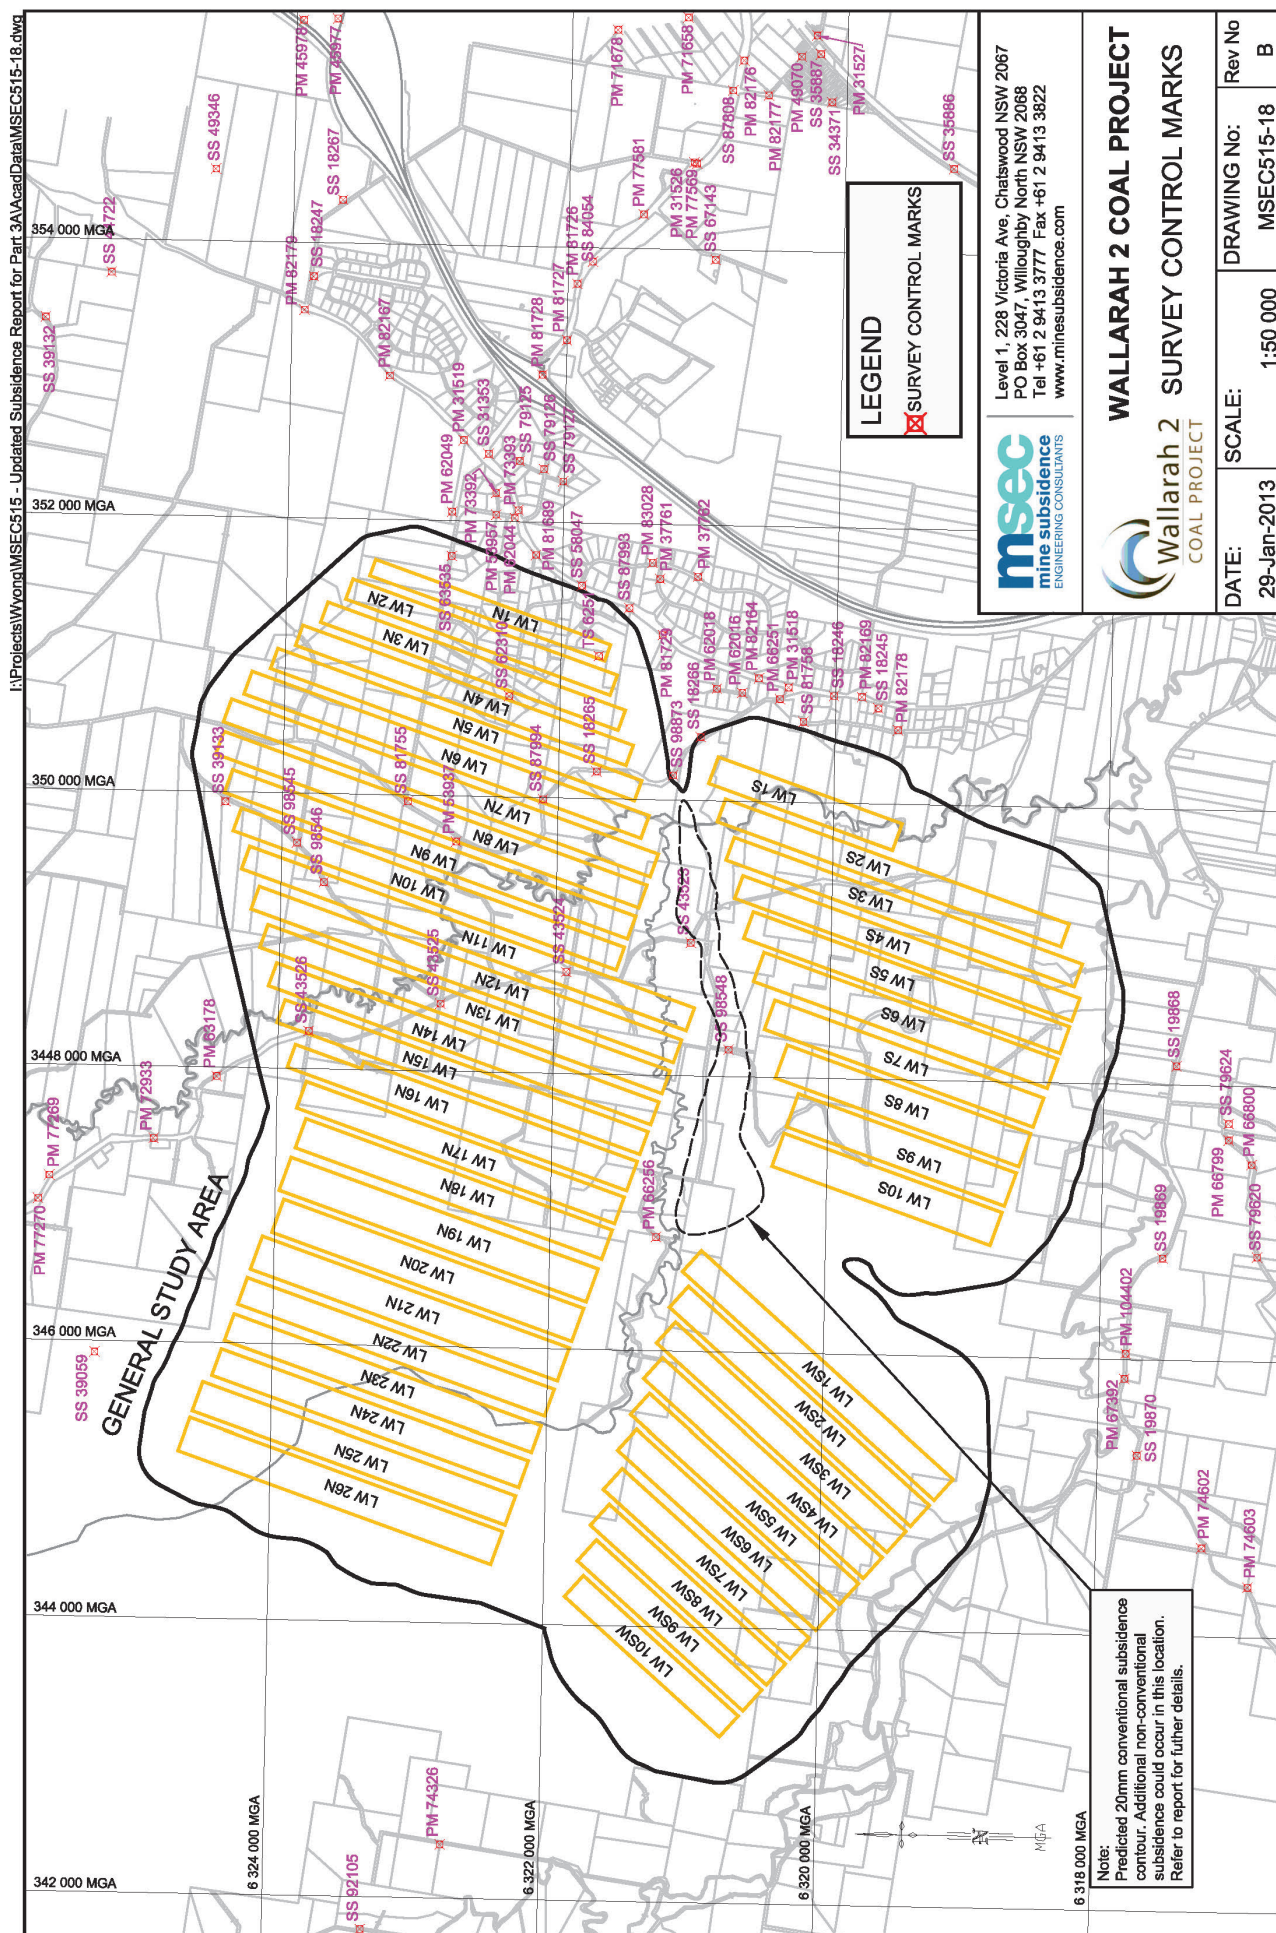 I:\Projects\Wyong\MSEC515 - Updated Subsidence Report for Part 3A\AcadData\MSEC515-18.dwg
342 000 MGA
344 000 MGA
346 000 MGA
3448 000 MGA
350 000 MGA
352 000 MGA
354 000 MGA
6 324 000 MGA
6 322 000 MGA
6 320 000 MGA
6 318 000 MGA
GENERAL STUDY AREA
PM 77270
PM 77269
SS 39059
PM 72933
PM 83178
SS 43526
SS 43525
SS 43524
SS 43523
SS 98548
PM 66256
SS 39133
SS 98545
SS 98546
SS 81755
PM 53937
SS 87994
SS 18265
SS 62310
TS 6251
SS 63535
SS 39132
SS 49346
PM 45978
PM 45977
SS 18267
SS 18247
PM 82179
PM 82167
PM 31519
SS 31353
PM 62049
PM 73392
PM 73393
SS 79125
SS 79126
SS 79127
PM 53957
PM 62044
PM 81689
SS 58047
SS 87993
PM 83028
PM 37761
PM 37762
PM 81728
PM 81727
PM 81726
SS 84054
PM 77581
PM 31526
PM 77569
SS 67143
PM 71678
PM 71658
SS 87808
PM 82176
PM 82177
PM 49070
SS 35887
SS 34371
PM 31527
SS 35886
PM 81729
SS 18266
SS 98873
PM 62018
PM 62016
PM 82164
PM 66251
PM 31518
SS 81758
SS 18246
PM 82169
SS 18245
PM 82178
SS 19868
SS 79624
PM 66799
PM 66800
SS 79620
SS 19869
PM 104402
PM 67392
SS 19870
PM 74602
PM 74603
PM 74326
SS 92105
LW 1N
LW 2N
LW 3N
LW 4N
LW 5N
LW 6N
LW 7N
LW 8N
LW 9N
LW 10N
LW 11N
LW 12N
LW 13N
LW 14N
LW 15N
LW 16N
LW 17N
LW 18N
LW 19N
LW 20N
LW 21N
LW 22N
LW 23N
LW 24N
LW 25N
LW 26N
LW 1S
LW 2S
LW 3S
LW 4S
LW 5S
LW 6S
LW 7S
LW 8S
LW 9S
LW 10S
LW 1SW
LW 2SW
LW 3SW
LW 4SW
LW 5SW
LW 6SW
LW 7SW
LW 8SW
LW 9SW
LW 10SW
MGA
Note:
Predicted 20mm conventional subsidence
contour. Additional non-conventional
subsidence could occur in this location.
Refer to report for futher details.
LEGEND
SURVEY CONTROL MARKS
msec
mine subsidence
ENGINEERING CONSULTANTS
Level 1, 228 Victoria Ave, Chatswood NSW 2067
PO Box 3047, Willoughby North NSW 2068
Tel +61 2 9413 3777 Fax +61 2 9413 3822
www.minesubsidence.com
Wallarah 2
COAL PROJECT
WALLARAH 2 COAL PROJECT
SURVEY CONTROL MARKS
DATE:
29-Jan-2013
SCALE:
1:50 000
DRAWING No:
MSEC515-18
Rev No
B